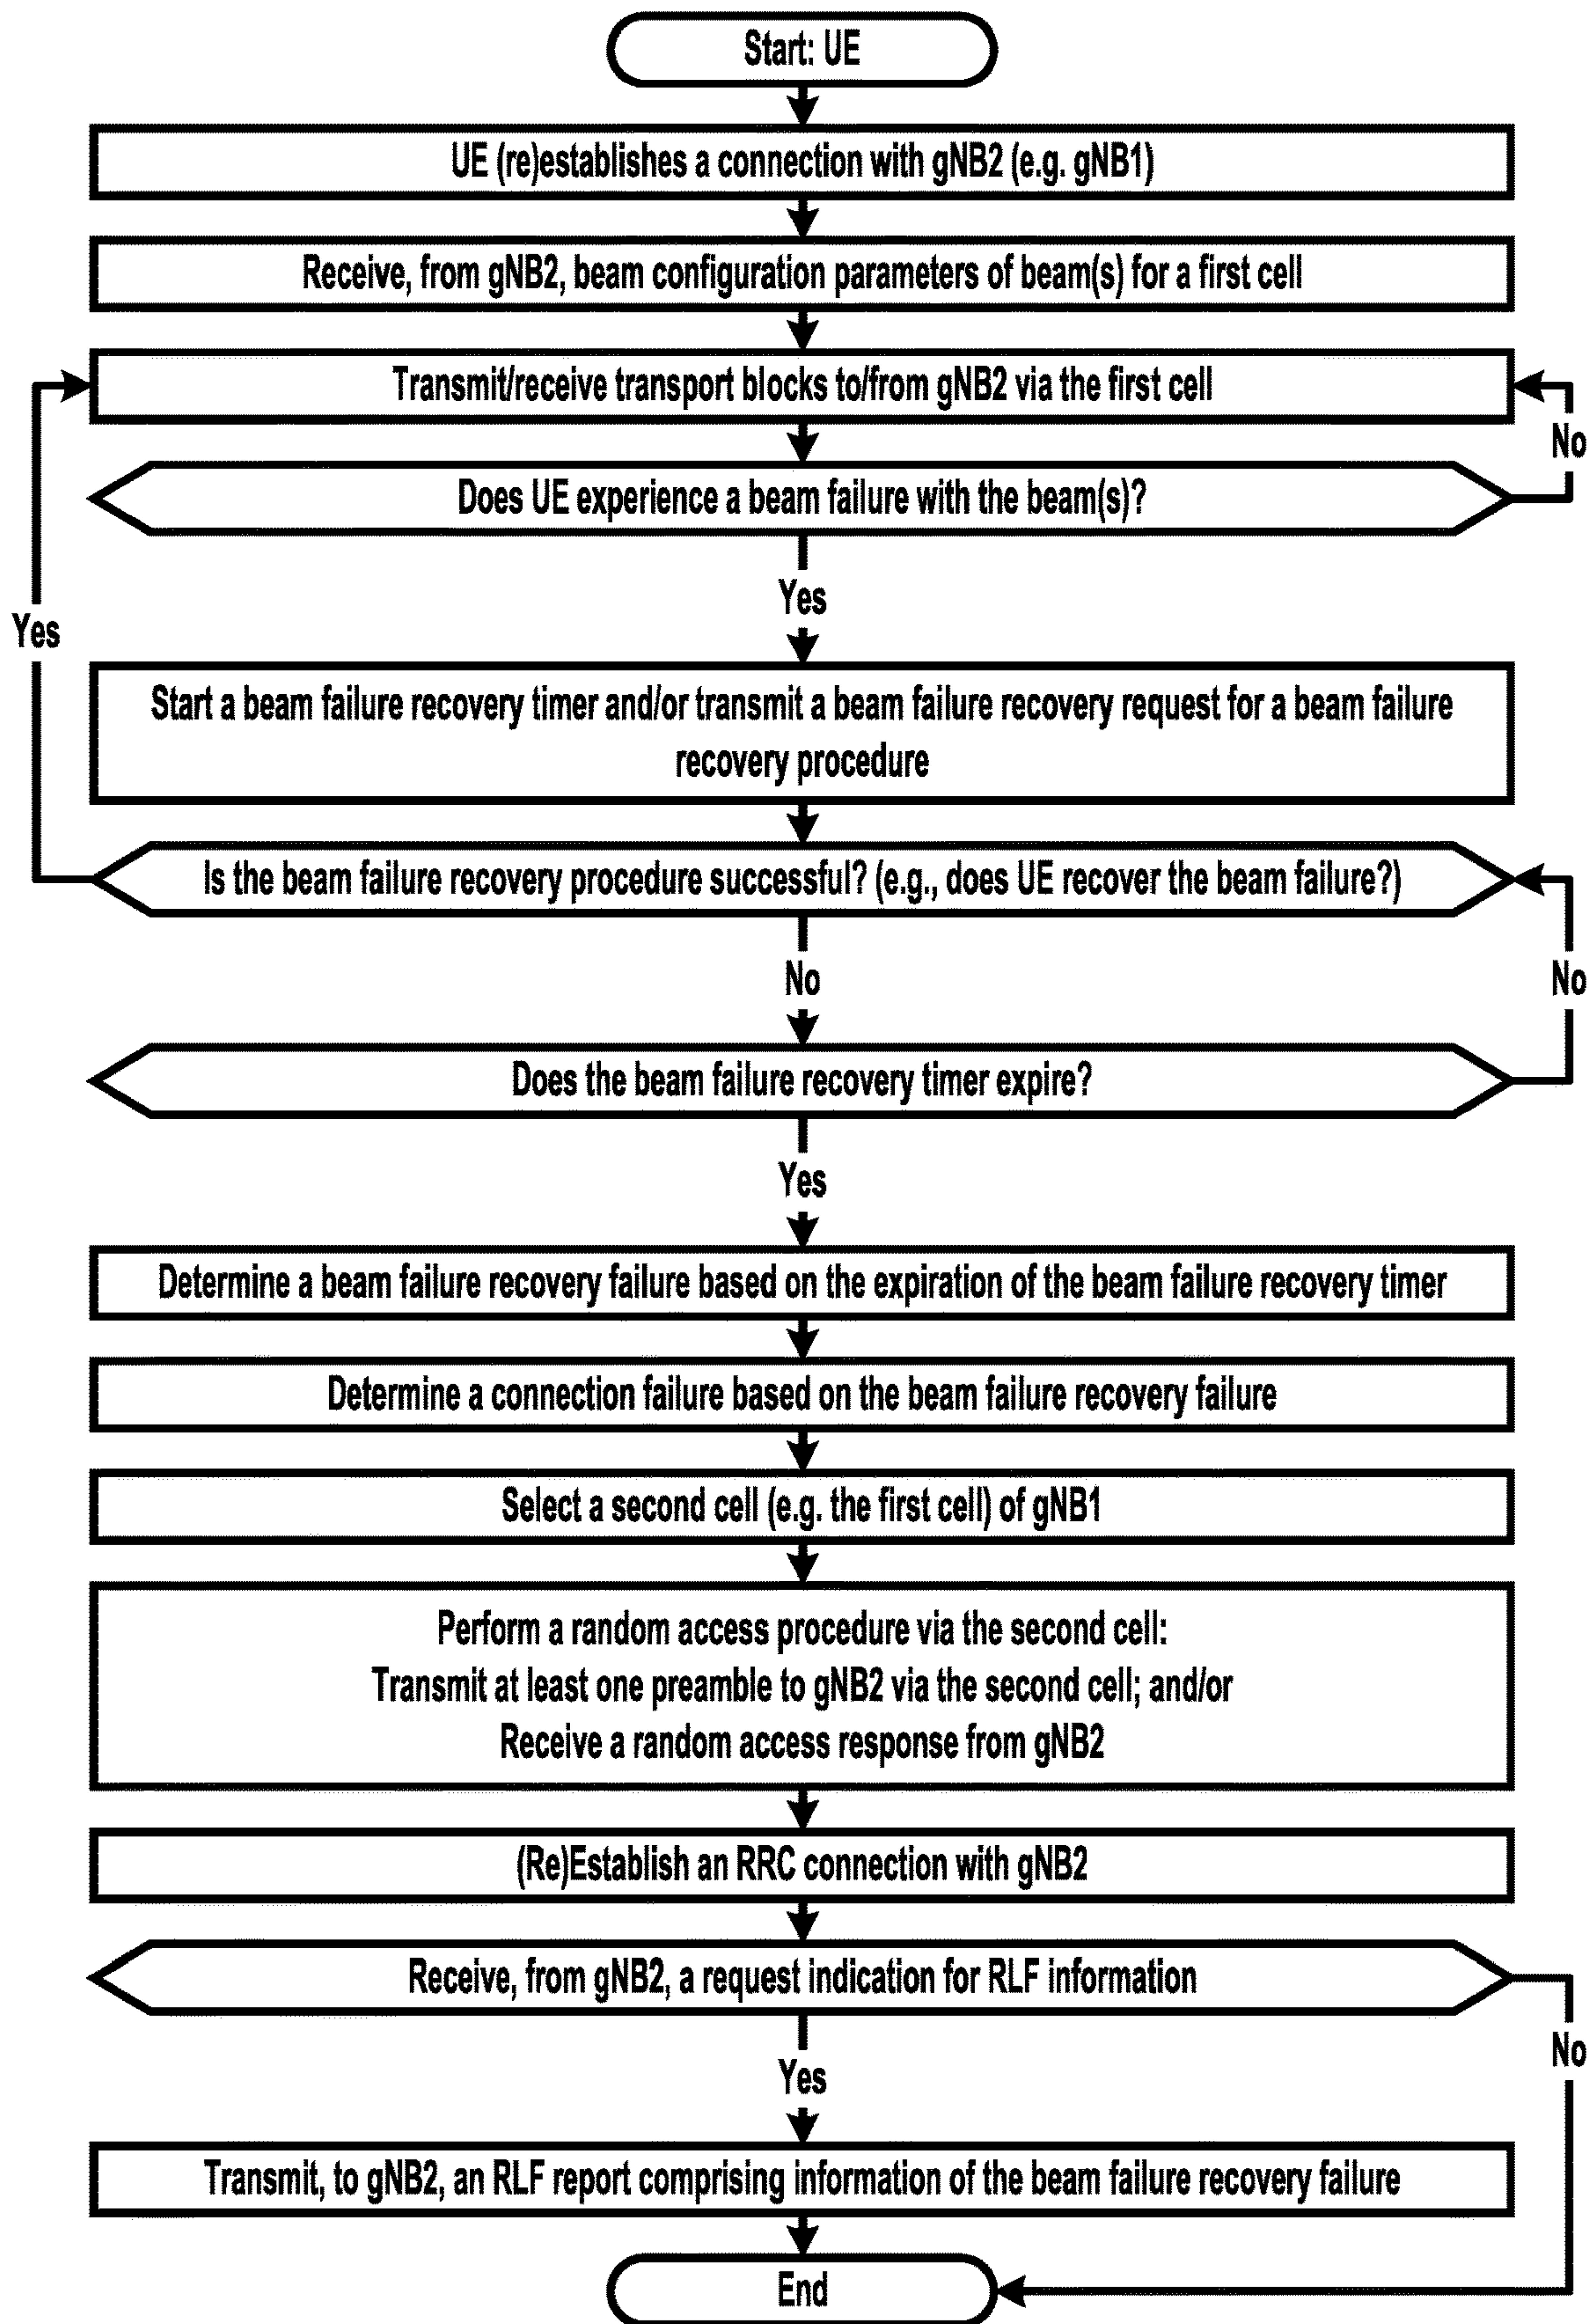 Start: UE
UE (re)establishes a connection with gNB2 (e.g. gNB1)
Receive, from gNB2, beam configuration parameters of beam(s) for a first cell
Transmit/receive transport blocks to/from gNB2 via the first cell
No
Does UE experience a beam failure with the beam(s)?
Yes
Yes
Start a beam failure recovery timer and/or transmit a beam failure recovery request for a beam failure
recovery procedure
Is the beam failure recovery procedure successful? (e.g., does UE recover the beam failure?)
No
No
Does the beam failure recovery timer expire?
Yes
Determine a beam failure recovery failure based on the expiration of the beam failure recovery timer
Determine a connection failure based on the beam failure recovery failure
Select a second cell (e.g. the first cell) of gNB1
Perform a random access procedure via the second cell:
Transmit at least one preamble to gNB2 via the second cell; and/or
Receive a random access response from gNB2
(Re)Establish an RRC connection with gNB2
Receive, from gNB2, a request indication for RLF information
No
Yes
Transmit, to gNB2, an RLF report comprising information of the beam failure recovery failure
End